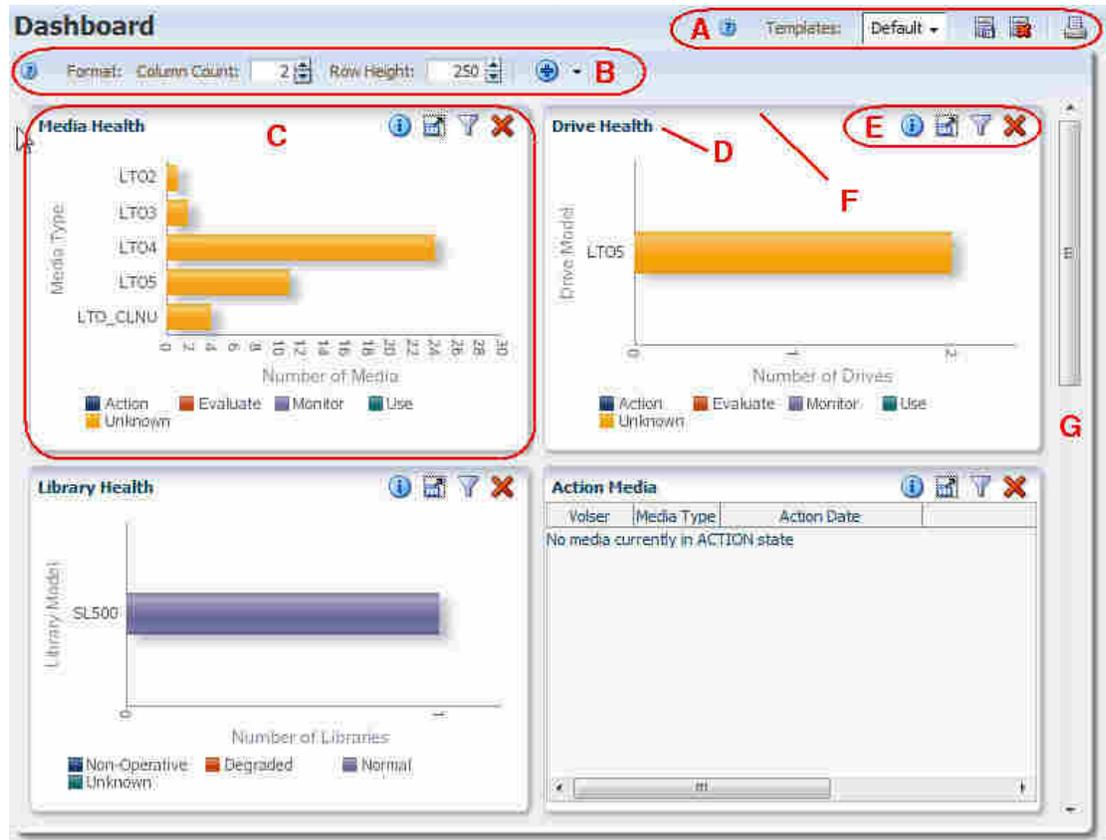 Dashboard
A Templates: Default
Format: Column Count: 2 Row Height: 250 B
Media Health C
Media Type
LTO2
LTO3
LTO4
LTO5
LTO_CLNU
0 2 4 6 8 10 12 14 16 18 20 22 24 26 28 30
Number of Media
Action Evaluate Monitor Use
Unknown
Drive Health D E
F
Drive Model
LTO5
0 1 2
Number of Drives
Action Evaluate Monitor Use
Unknown
G
Library Health
Library Model
SL500
0 1
Number of Libraries
Non-Operative Degraded Normal
Unknown
Action Media
Volser Media Type Action Date
No media currently in ACTION state